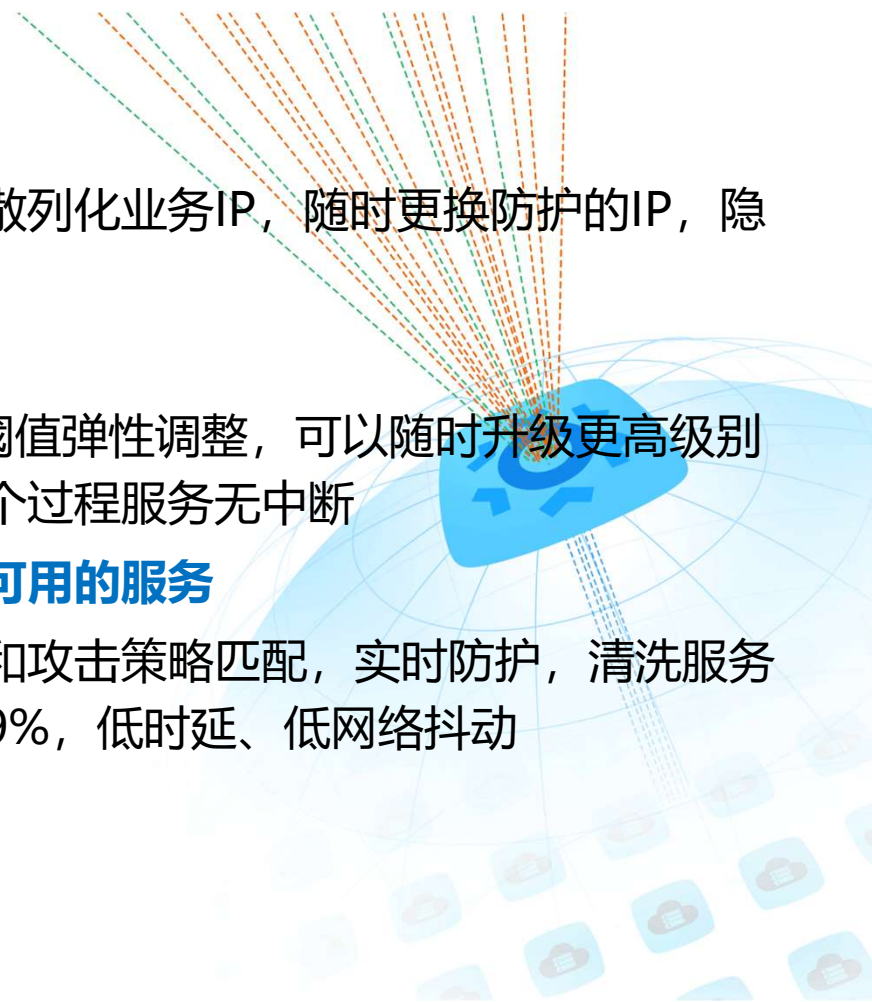 散列化业务IP，随时更换防护的IP，隐
阈值弹性调整，可以随时升级更高级别
个过程服务无中断
可用的服务
和攻击策略匹配，实时防护，清洗服务
9%，低时延、低网络抖动